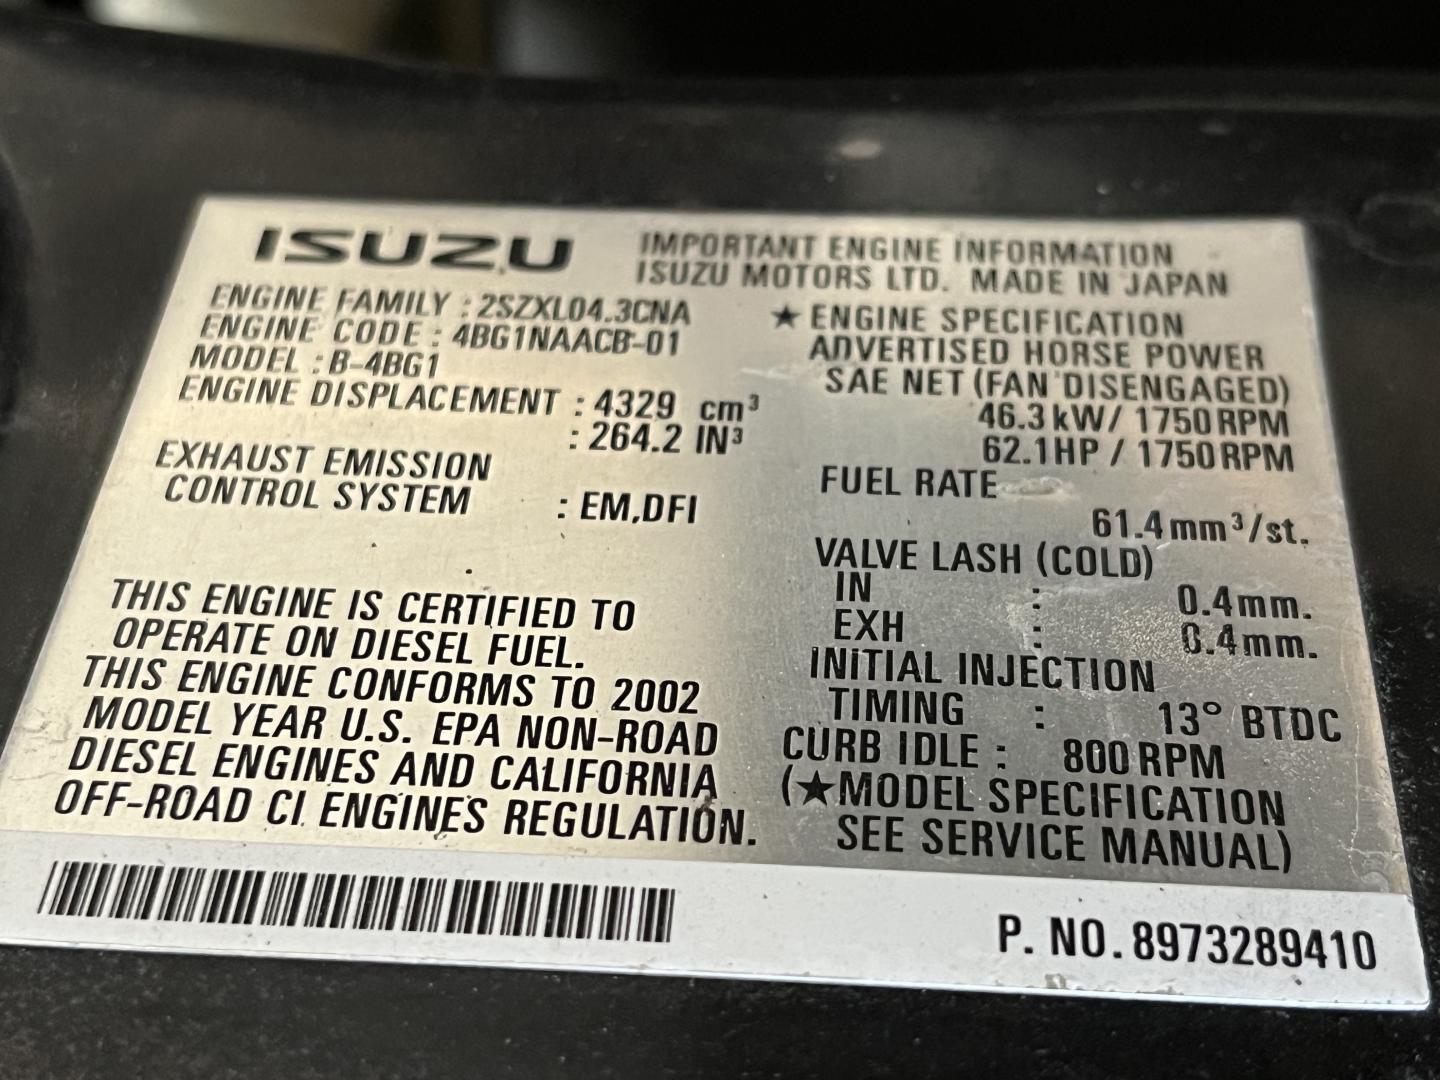 ISUZU
IMPORTANT ENGINE INFORMATION
ISUZU MOTORS LTD. MADE IN JAPAN
ENGINE FAMILY : 2SZXL04.3CNA
ENGINE CODE : 4BG1NAACB-01
MODEL : B-4BG1
ENGINE DISPLACEMENT : 4329 cm³
: 264.2 IN³
EXHAUST EMISSION
CONTROL SYSTEM : EM,DFI
THIS ENGINE IS CERTIFIED TO
OPERATE ON DIESEL FUEL.
THIS ENGINE CONFORMS TO 2002
MODEL YEAR U.S. EPA NON-ROAD
DIESEL ENGINES AND CALIFORNIA
OFF-ROAD CI ENGINES REGULATION.
★ ENGINE SPECIFICATION
ADVERTISED HORSE POWER
SAE NET (FAN DISENGAGED)
46.3 kW/ 1750 RPM
62.1HP / 1750 RPM
FUEL RATE
61.4 mm³/st.
VALVE LASH (COLD)
IN : 0.4mm.
EXH : 0.4mm.
INITIAL INJECTION
TIMING : 13° BTDC
CURB IDLE : 800 RPM
(★MODEL SPECIFICATION
SEE SERVICE MANUAL)
P. NO. 8973289410